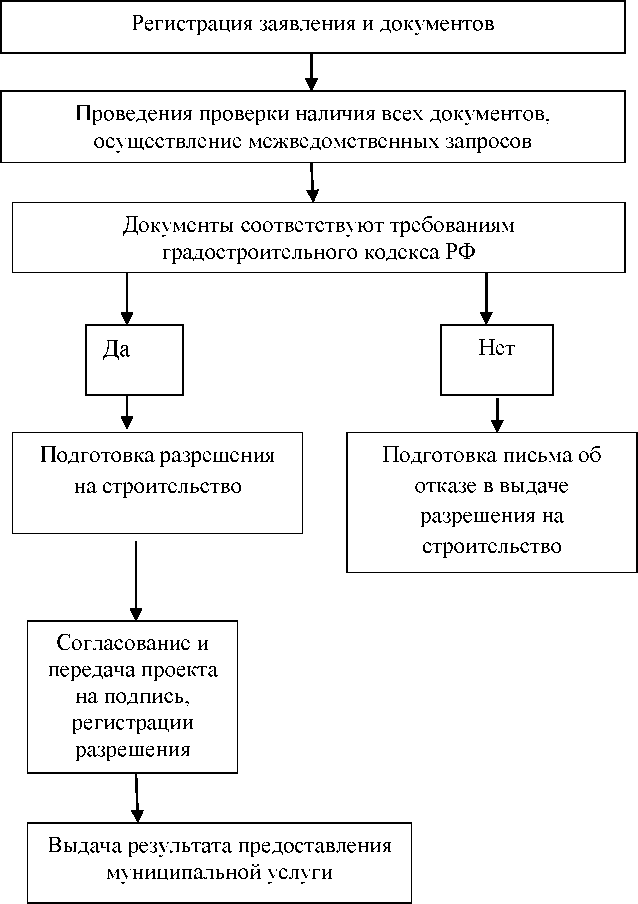 Регистрация заявления и документов
Проведения проверки наличия всех документов,
осуществление межведомственных запросов
Документы соответствуют требованиям
градостроительного кодекса РФ
Да
Нет
Подготовка разрешения
на строительство
Подготовка письма об
отказе в выдаче
разрешения на
строительство
Согласование и
передача проекта
на подпись,
регистрации
разрешения
Выдача результата предоставления
муниципальной услуги